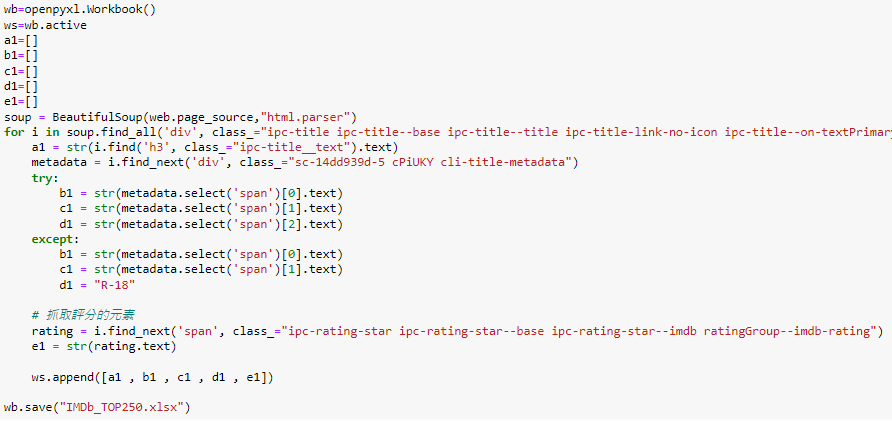 wb=openpyxl.Workbook()
ws=wb.active
a1=[]
b1=[]
c1=[]
d1=[]
e1=[]
soup = BeautifulSoup(web.page_source,"html.parser")
for i in soup.find_all('div', class_="ipc-title ipc-title--base ipc-title--title ipc-title-link-no-icon ipc-title--on-textPrimary
    a1 = str(i.find('h3', class_="ipc-title__text").text)
    metadata = i.find_next('div', class_="sc-14dd939d-5 cPiUKY cli-title-metadata")
    try:
        b1 = str(metadata.select('span')[0].text)
        c1 = str(metadata.select('span')[1].text)
        d1 = str(metadata.select('span')[2].text)
    except:
        b1 = str(metadata.select('span')[0].text)
        c1 = str(metadata.select('span')[1].text)
        d1 = "R-18"
    # 抓取評分的元素
    rating = i.find_next('span', class_="ipc-rating-star ipc-rating-star--base ipc-rating-star--imdb ratingGroup--imdb-rating")
    e1 = str(rating.text)
    ws.append([a1 , b1 , c1 , d1 , e1])
wb.save("IMDb_TOP250.xlsx")